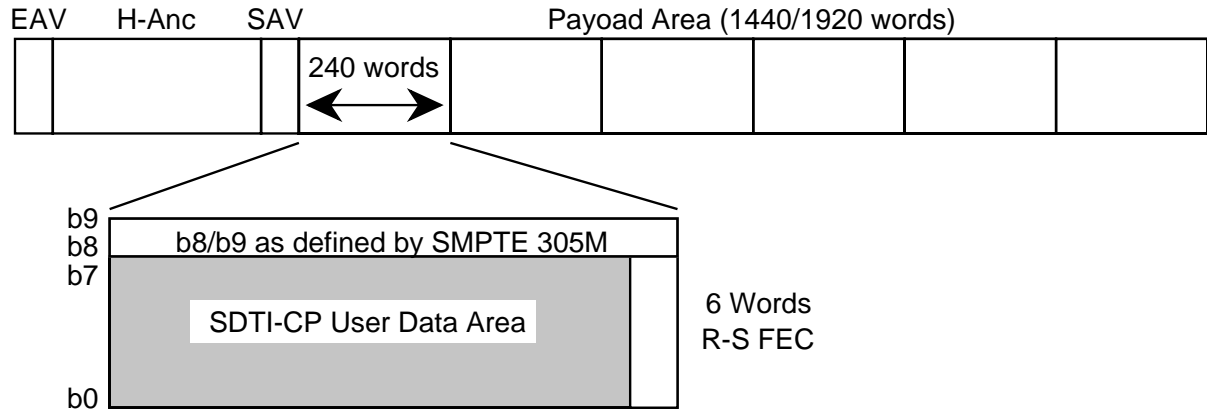 EAV H-Anc SAV Payoad Area (1440/1920 words)
240 words
b9
b8 b8/b9 as defined by SMPTE 305M
b7
SDTI-CP User Data Area
6 Words
R-S FEC
b0